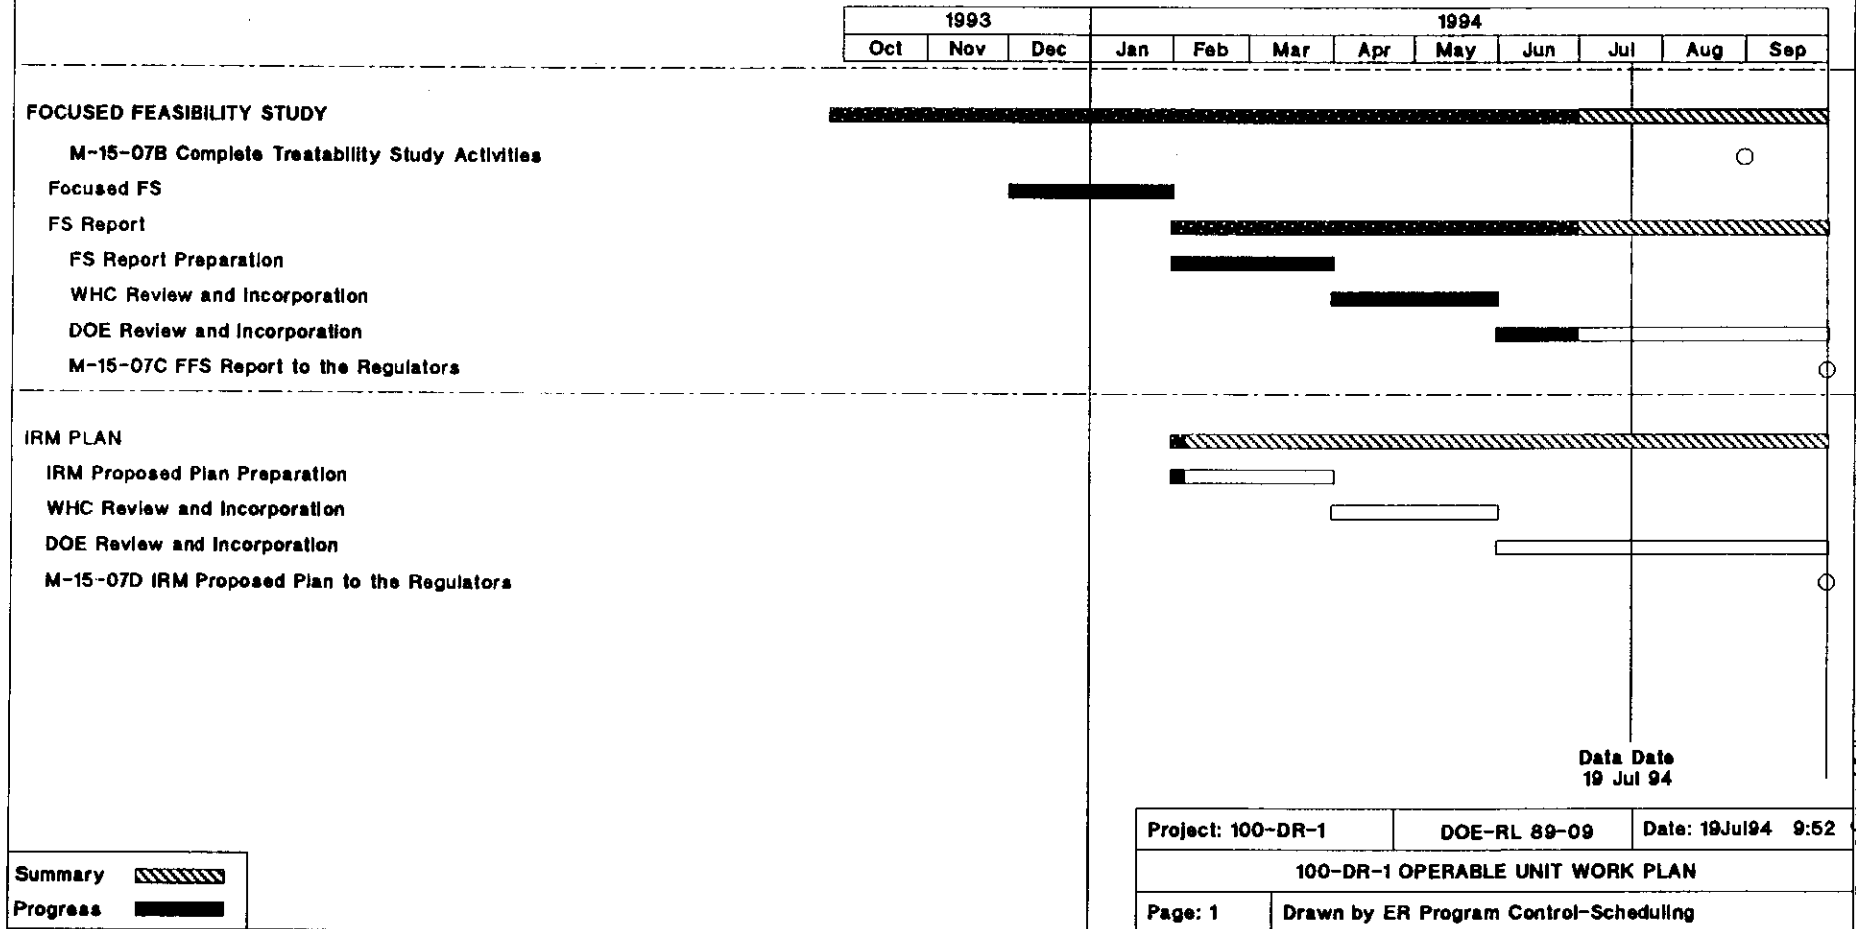 1993 1994
Oct Nov Dec Jan Feb Mar Apr May Jun Jul Aug Sep
FOCUSED FEASIBILITY STUDY
M-15-07B Complete Treatability Study Activities
Focused FS
FS Report
FS Report Preparation
WHC Review and Incorporation
DOE Review and Incorporation
M-15-07C FFS Report to the Regulators
IRM PLAN
IRM Proposed Plan Preparation
WHC Review and Incorporation
DOE Review and Incorporation
M-15-07D IRM Proposed Plan to the Regulators
Data Date
19 Jul 94
Summary
Progress
Project: 100-DR-1 DOE-RL 89-09 Date: 19Jul94 9:52
100-DR-1 OPERABLE UNIT WORK PLAN
Page: 1 Drawn by ER Program Control-Scheduling